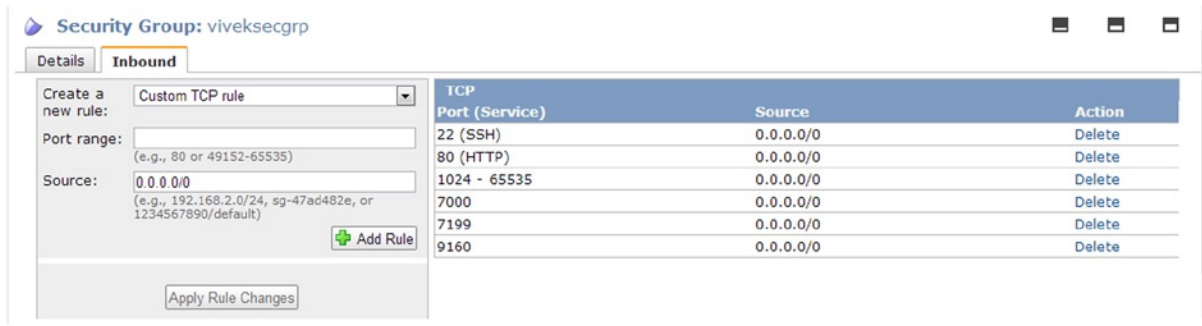 Security Group: viveksecgrp
Details
Inbound
Create a new rule:
Custom TCP rule
Port range:
(e.g., 80 or 49152-65535)
Source:
0.0.0.0/0
(e.g., 192.168.2.0/24, sg-47ad482e, or
1234567890/default)
Add Rule
Apply Rule Changes
TCP
Port (Service) Source Action
22 (SSH) 0.0.0.0/0 Delete
80 (HTTP) 0.0.0.0/0 Delete
1024 - 65535 0.0.0.0/0 Delete
7000 0.0.0.0/0 Delete
7199 0.0.0.0/0 Delete
9160 0.0.0.0/0 Delete